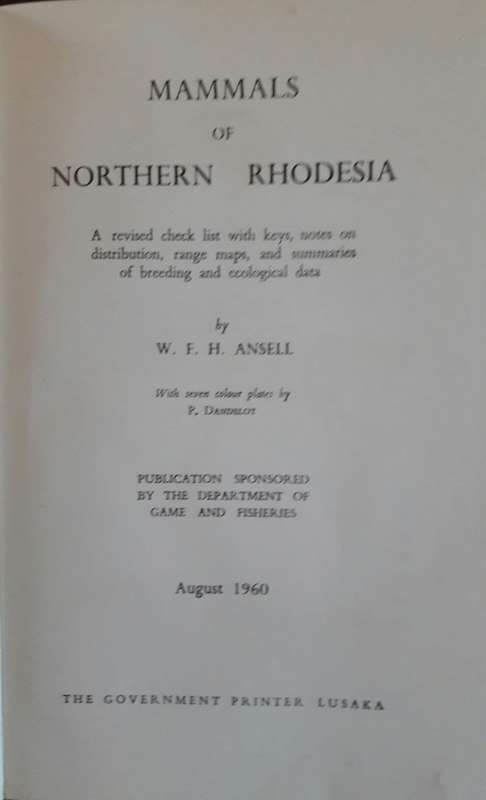 MAMMALS
OF
NORTHERN RHODESIA
A revised check list with keys, notes on
distribution, range maps, and summaries
of breeding and ecological data
by
W. F. H. ANSELL
With seven colour plates by
P. DANDELOT
PUBLICATION SPONSORED
BY THE DEPARTMENT OF
GAME AND FISHERIES
August 1960
THE GOVERNMENT PRINTER LUSAKA